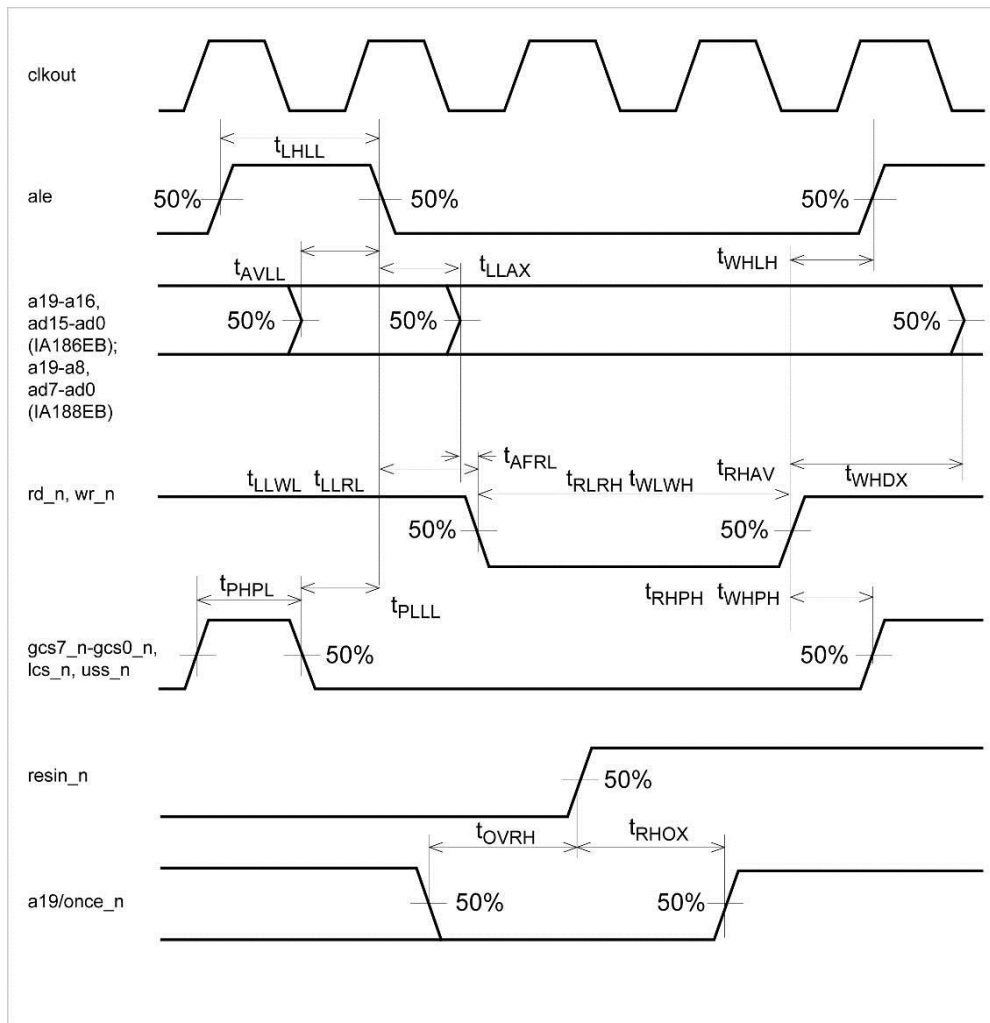 clkout
tLHLL
ale
50%
50%
50%
tAVLL
tLLAX
tWHLH
a19-a16,
ad15-ad0
(IA186EB);
a19-a8,
ad7-ad0
(IA188EB)
50%
50%
50%
tAFRL
tLLWL tLLRL
tRLRH tWLWH
tRHAV
tWHDX
rd_n, wr_n
50%
50%
tPHPL
tPLLL
tRHPH tWHPH
gcs7_n-gcs0_n,
lcs_n, uss_n
50%
50%
resin_n
50%
tOVRH
tRHOX
a19/once_n
50%
50%